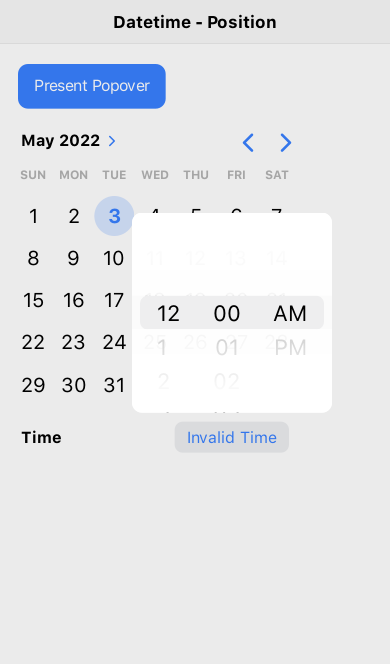 Datetime - Position
Present Popover
May 2022
SUN MON TUE WED THU FRI SAT
1 2 3 4 5 6 7
8 9 10 11 12 13 14
15 16 17
12 00 AM
22 23 24 1 01 PM
29 30 31 2 02
Time Invalid Time